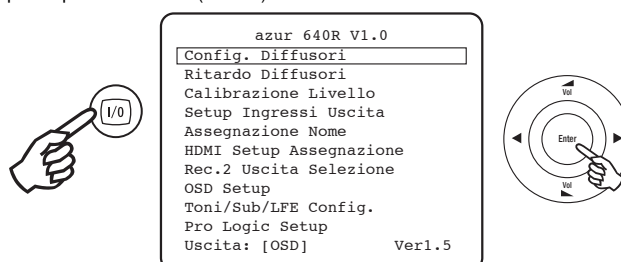 azur 640R V1.0
Config. Diffusori
Ritardo Diffusori
Calibrazione Livello
Setup Ingressi Uscita
Assegnazione Nome
HDMI Setup Assegnazione
Rec.2 Uscita Selezione
OSD Setup
Toni/Sub/LFE Config.
Pro Logic Setup
Uscita: [OSD] Ver1.5
I/0
Vol
Enter
Vol